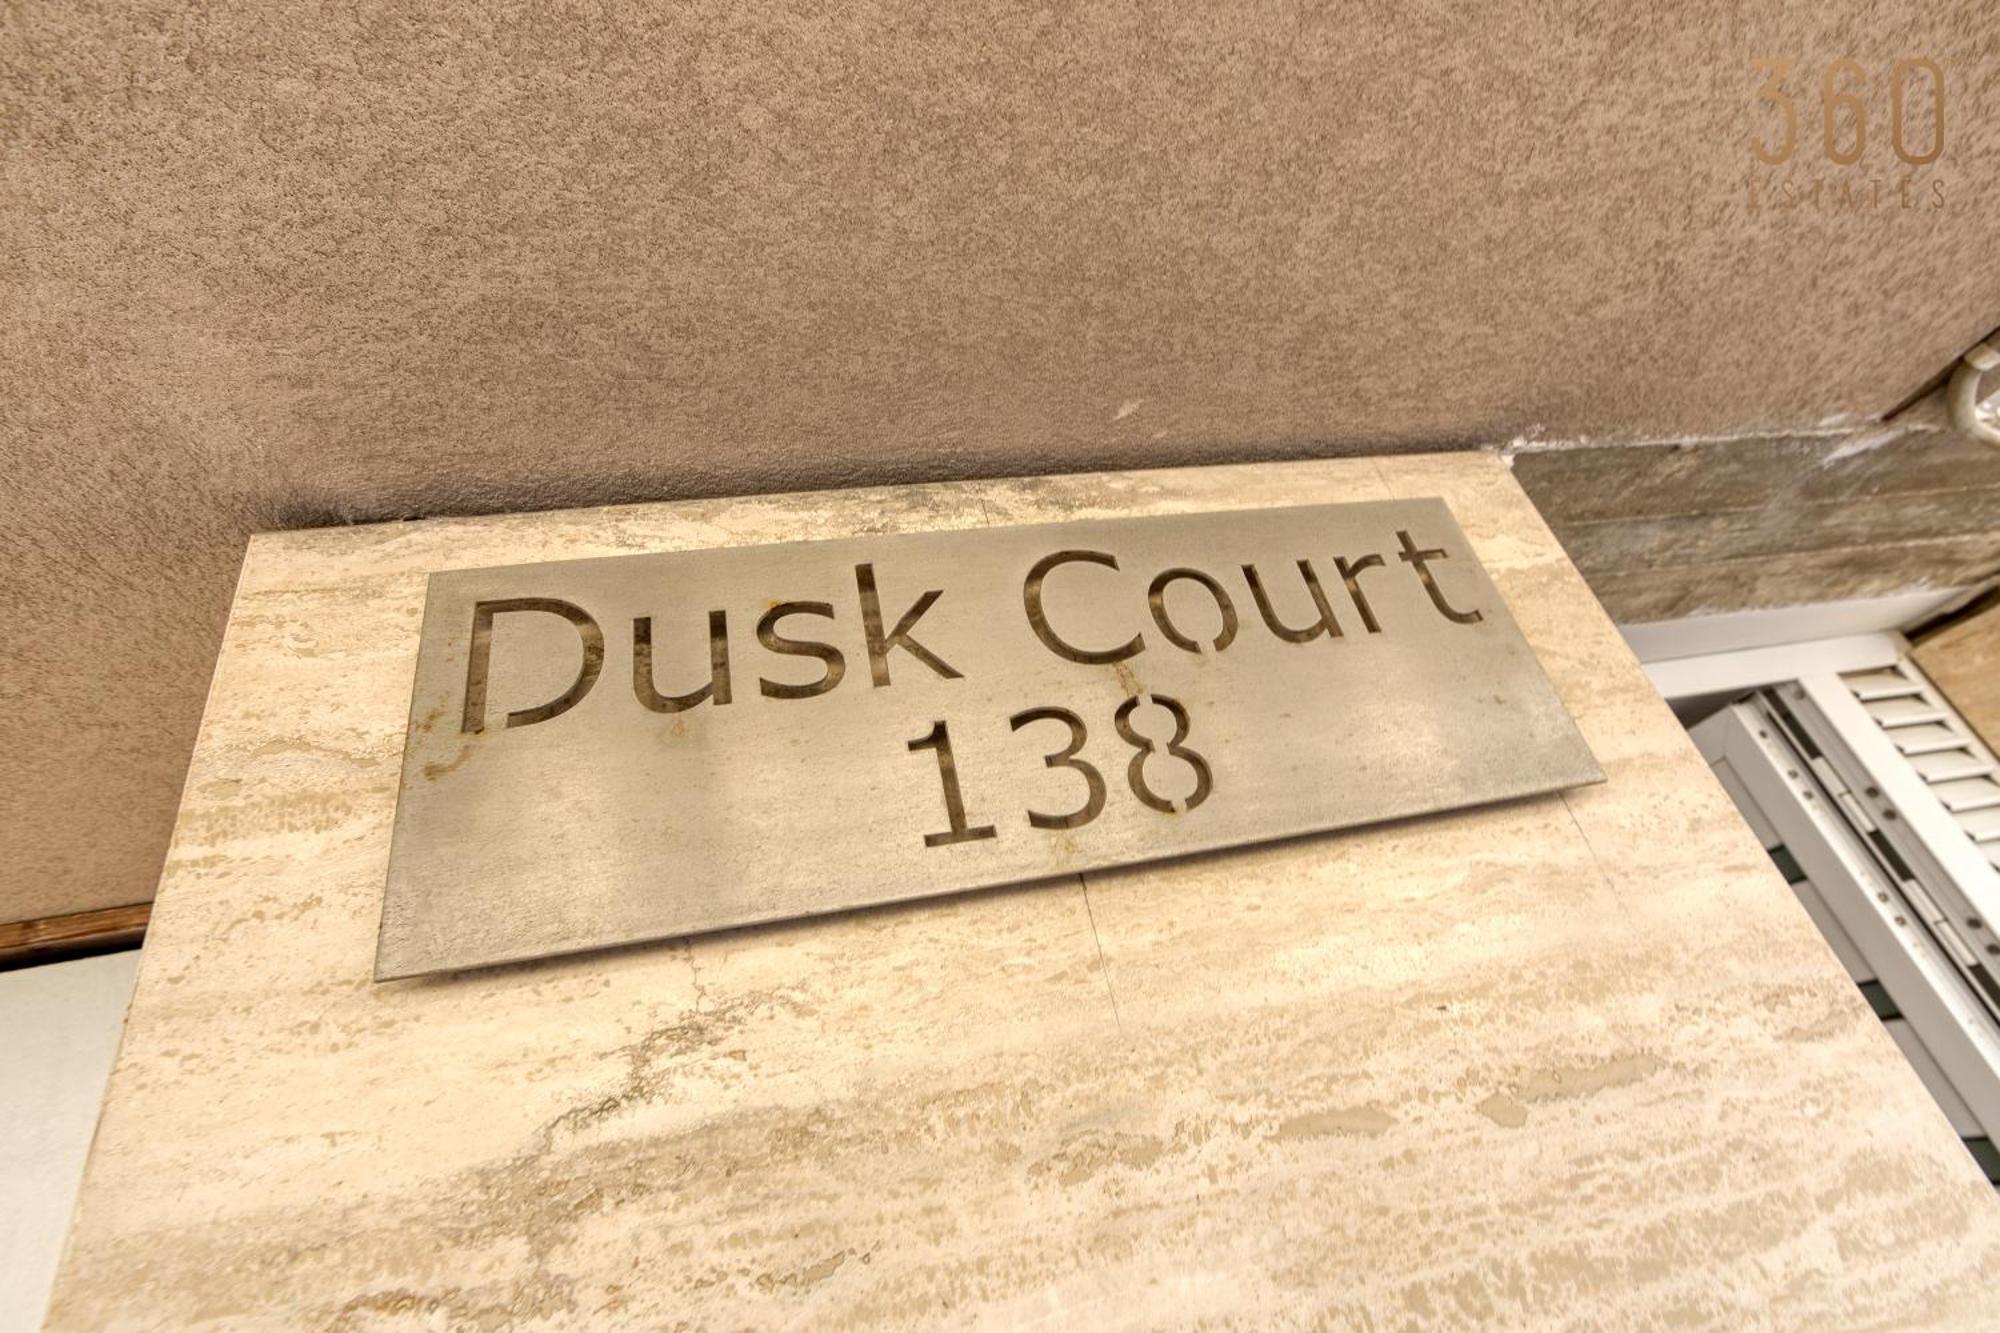 360
ESTATES
Dusk Court
138